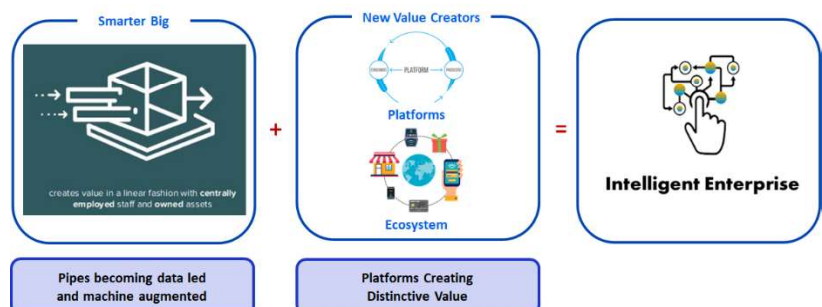 Smarter Big
creates value in a linear fashion with centrally
employed staff and owned assets
Pipes becoming data led
and machine augmented
+
New Value Creators
PLATFORM
Platforms
Ecosystem
Platforms Creating
Distinctive Value
=
Intelligent Enterprise